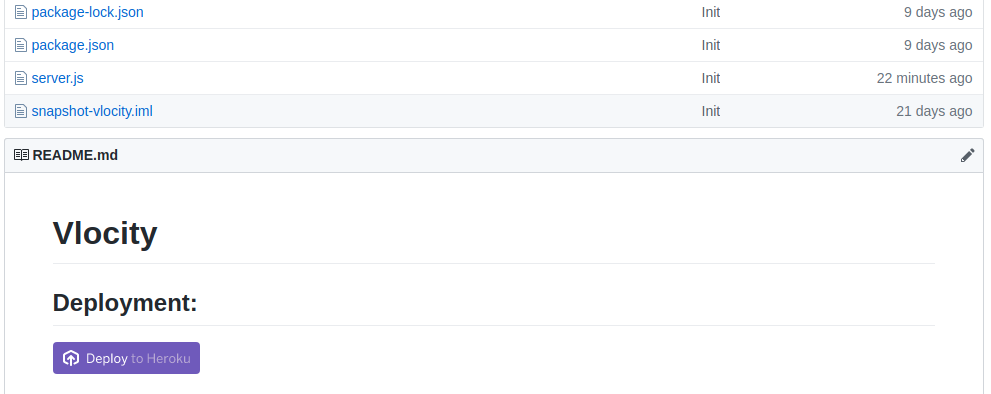 package-lock.json Init 9 days ago
package.json Init 9 days ago
server.js Init 22 minutes ago
snapshot-vlocity.iml Init 21 days ago
README.md
Vlocity
Deployment:
Deploy to Heroku